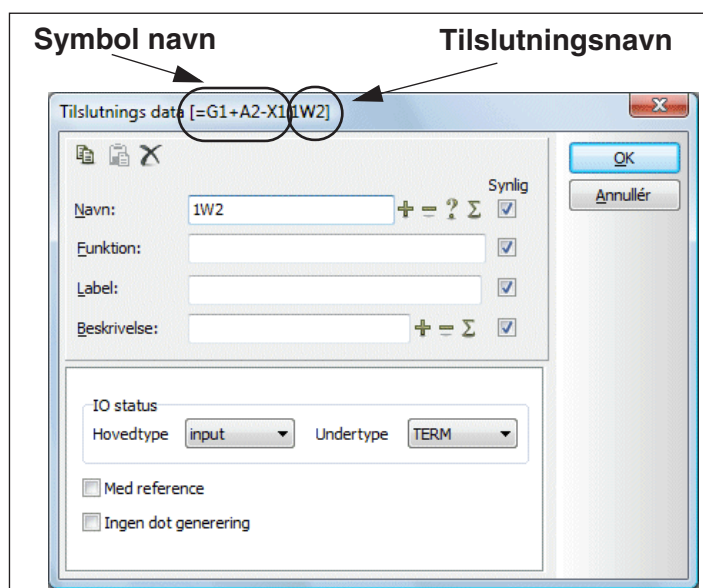 Symbol navn Tilslutningsnavn
Tilslutnings data [=G1+A2-X1 1W2]
OK
Synlig
Annullér
Navn: 1W2
Funktion:
Label:
Beskrivelse:
IO status
Hovedtype input Undertype TERM
Med reference
Ingen dot generering